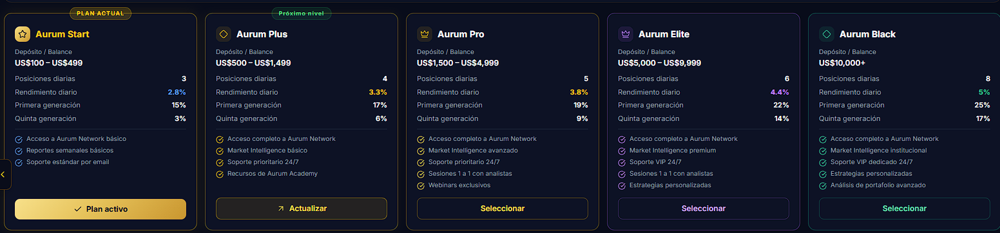 PLAN ACTUAL
Aurum Start
Depósito / Balance
US$100 – US$499
Posiciones diarias 3
Rendimiento diario 2.8%
Primera generación 15%
Quinta generación 3%
Acceso a Aurum Network básico
Reportes semanales básicos
Soporte estándar por email
Plan activo
Próximo nivel
Aurum Plus
Depósito / Balance
US$500 – US$1,499
Posiciones diarias 4
Rendimiento diario 3.3%
Primera generación 17%
Quinta generación 6%
Acceso completo a Aurum Network
Market Intelligence básico
Soporte prioritario 24/7
Recursos de Aurum Academy
Actualizar
Aurum Pro
Depósito / Balance
US$1,500 – US$4,999
Posiciones diarias 5
Rendimiento diario 3.8%
Primera generación 19%
Quinta generación 9%
Acceso completo a Aurum Network
Market Intelligence avanzado
Soporte prioritario 24/7
Sesiones 1 a 1 con analistas
Webinars exclusivos
Seleccionar
Aurum Elite
Depósito / Balance
US$5,000 – US$9,999
Posiciones diarias 6
Rendimiento diario 4.4%
Primera generación 22%
Quinta generación 14%
Acceso completo a Aurum Network
Market Intelligence premium
Soporte VIP 24/7
Sesiones 1 a 1 con analistas
Estrategias personalizadas
Seleccionar
Aurum Black
Depósito / Balance
US$10,000+
Posiciones diarias 8
Rendimiento diario 5%
Primera generación 25%
Quinta generación 17%
Acceso completo a Aurum Network
Market Intelligence institucional
Soporte VIP dedicado 24/7
Estrategias personalizadas
Análisis de portafolio avanzado
Seleccionar